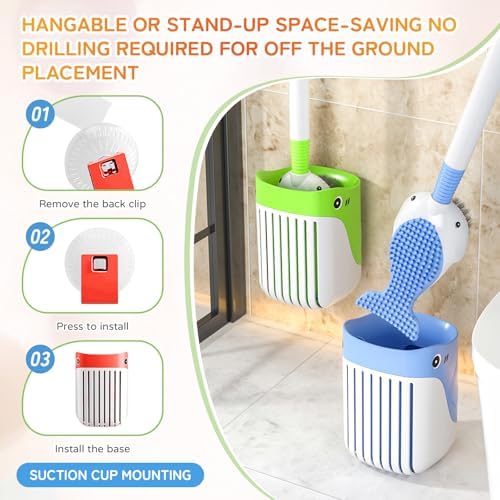 HANGABLE OR STAND-UP SPACE-SAVING NO
DRILLING REQUIRED FOR OFF THE GROUND
PLACEMENT
01
Remove the back clip
02
Press to install
03
Install the base
SUCTION CUP MOUNTING